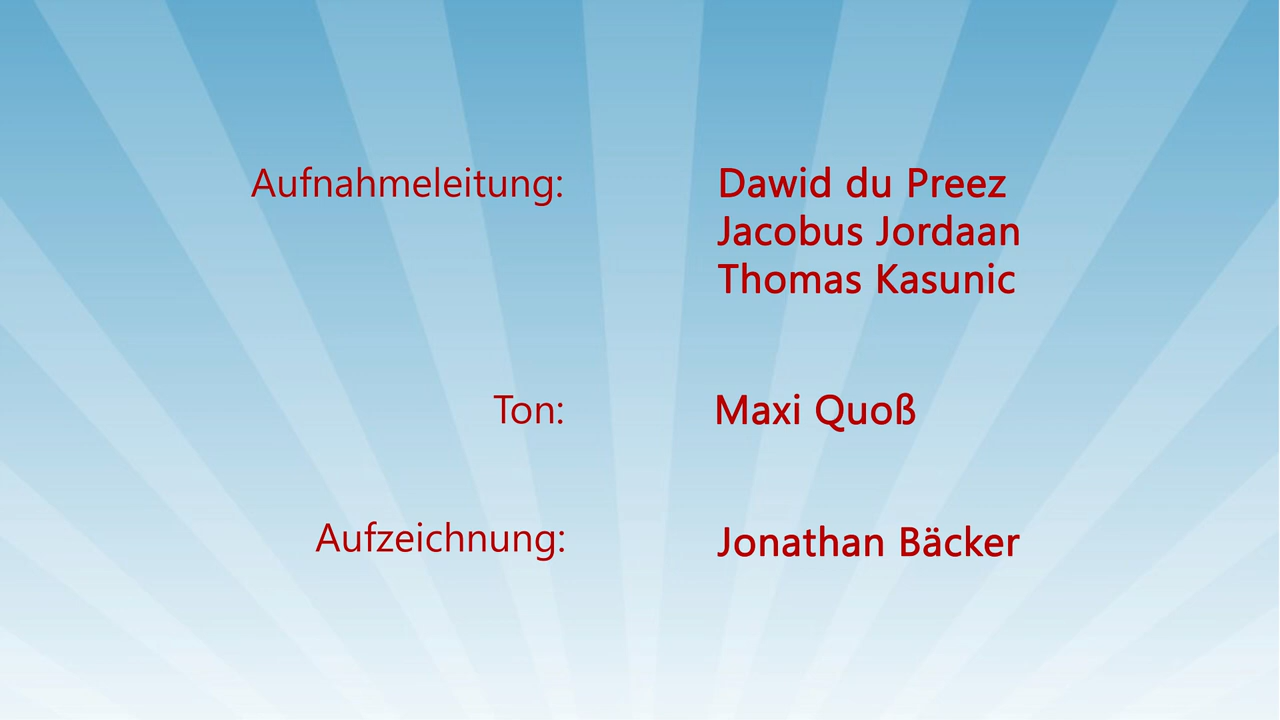 Aufnahmeleitung: Dawid du Preez
Jacobus Jordaan
Thomas Kasunic
Ton: Maxi Quoß
Aufzeichnung: Jonathan Bäcker